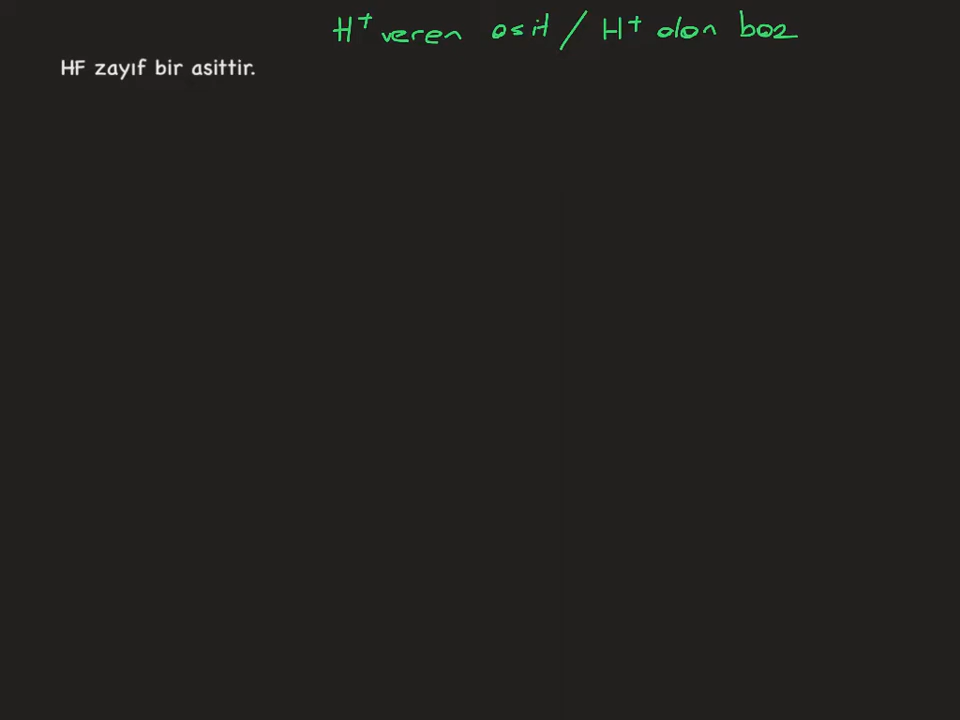 H⁺ veren asit / H⁺ alan baz
HF zayıf bir asittir.